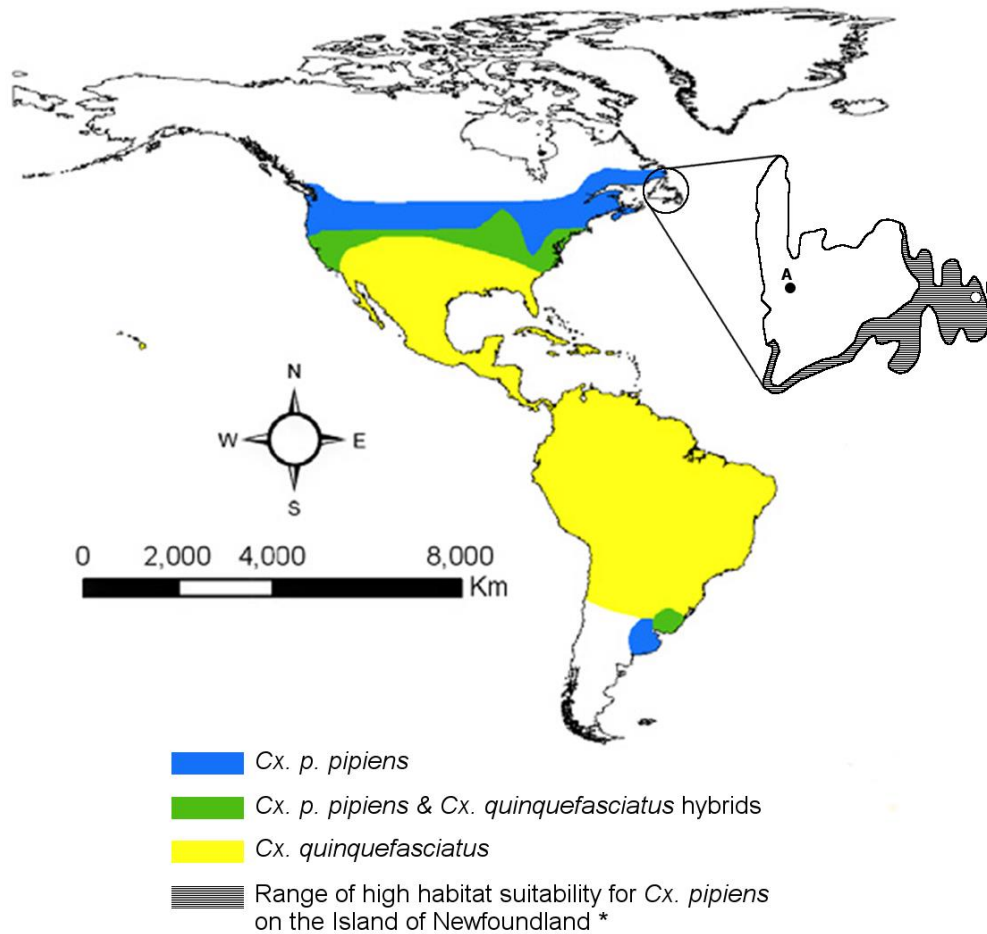 A
N
W
E
S
0 2,000 4,000 8,000
Km
Cx. p. pipiens
Cx. p. pipiens & Cx. quinquefasciatus hybrids
Cx. quinquefasciatus
Range of high habitat suitability for Cx. pipiens
on the Island of Newfoundland *